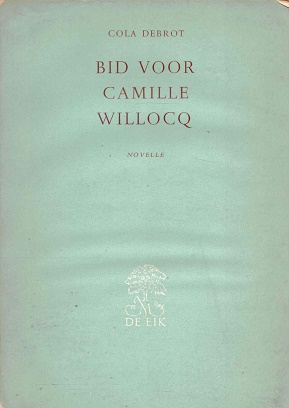 COLA DEBROT
BID VOOR
CAMILLE
WILLOCQ
NOVELLE
DE EIK